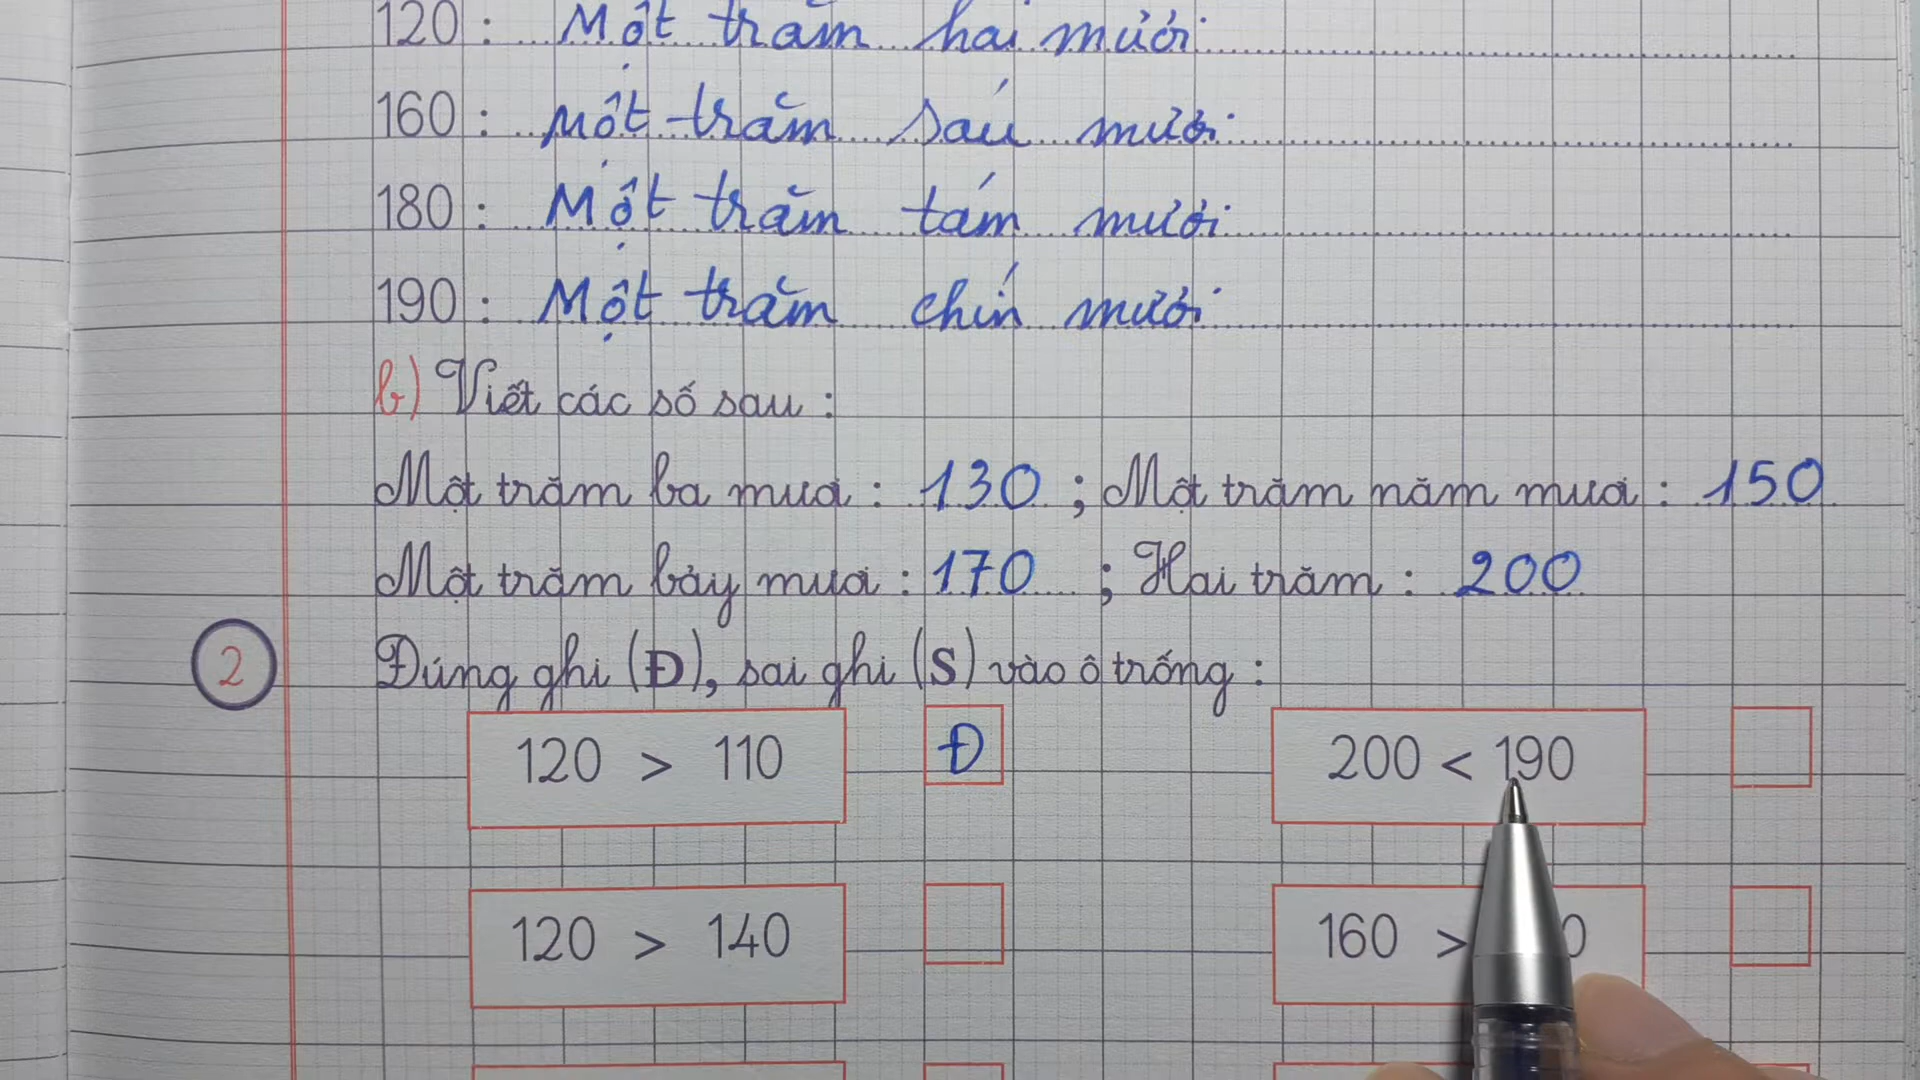 120 : Một trăm hai mươi
160 : Một trăm sáu mươi
180 : Một trăm tám mươi
190 : Một trăm chín mươi
b) Viết các số sau :
Một trăm ba mươi : 130 ; Một trăm năm mươi : 150
Một trăm bảy mươi : 170 ; Hai trăm : 200
2 Đúng ghi (Đ), sai ghi (S) vào ô trống :
120 > 110 Đ 200 < 190
120 > 140 160 >